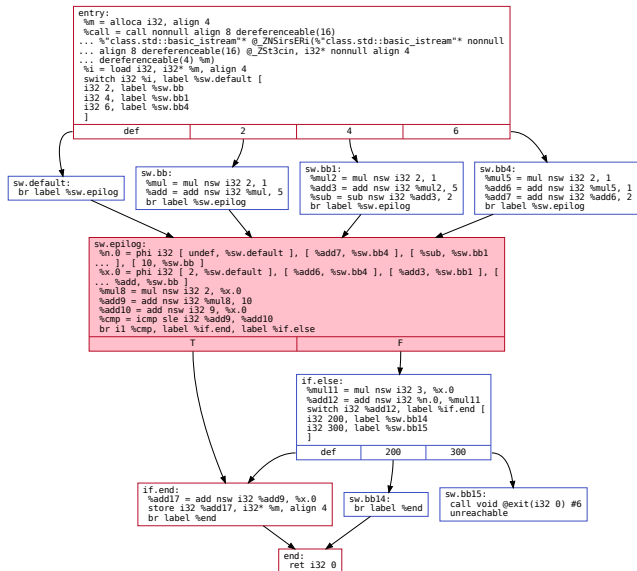 entry:
%m = alloca i32, align 4
%call = call nonnull align 8 dereferenceable(16)
... %"class.std::basic_istream"* @_ZNSirsERi(%"class.std::basic_istream"* nonnull
... align 8 dereferenceable(16) @_ZSt3cin, i32* nonnull align 4
... dereferenceable(4) %m)
%i = load i32, i32* %m, align 4
switch i32 %i, label %sw.default [
i32 2, label %sw.bb
i32 4, label %sw.bb1
i32 6, label %sw.bb4
]
def 2 4 6
sw.default:
br label %sw.epilog
sw.bb:
%mul = mul nsw i32 2, 1
%add = add nsw i32 %mul, 5
br label %sw.epilog
sw.bb1:
%mul2 = mul nsw i32 2, 1
%add3 = add nsw i32 %mul2, 5
%sub = sub nsw i32 %add3, 2
br label %sw.epilog
sw.bb4:
%mul5 = mul nsw i32 2, 1
%add6 = add nsw i32 %mul5, 1
%add7 = add nsw i32 %add6, 2
br label %sw.epilog
sw.epilog:
%n.0 = phi i32 [ undef, %sw.default ], [ %add7, %sw.bb4 ], [ %sub, %sw.bb1
... ], [ 10, %sw.bb ]
%x.0 = phi i32 [ 2, %sw.default ], [ %add6, %sw.bb4 ], [ %add3, %sw.bb1 ], [
... %add, %sw.bb ]
%mul8 = mul nsw i32 2, %x.0
%add9 = add nsw i32 %mul8, 10
%add10 = add nsw i32 9, %x.0
%cmp = icmp sle i32 %add9, %add10
br i1 %cmp, label %if.end, label %if.else
T F
if.else:
%mul11 = mul nsw i32 3, %x.0
%add12 = add nsw i32 %n.0, %mul11
switch i32 %add12, label %if.end [
i32 200, label %sw.bb14
i32 300, label %sw.bb15
]
def 200 300
if.end:
%add17 = add nsw i32 %add9, %x.0
store i32 %add17, i32* %m, align 4
br label %end
sw.bb14:
br label %end
sw.bb15:
call void @exit(i32 0) #6
unreachable
end:
ret i32 0